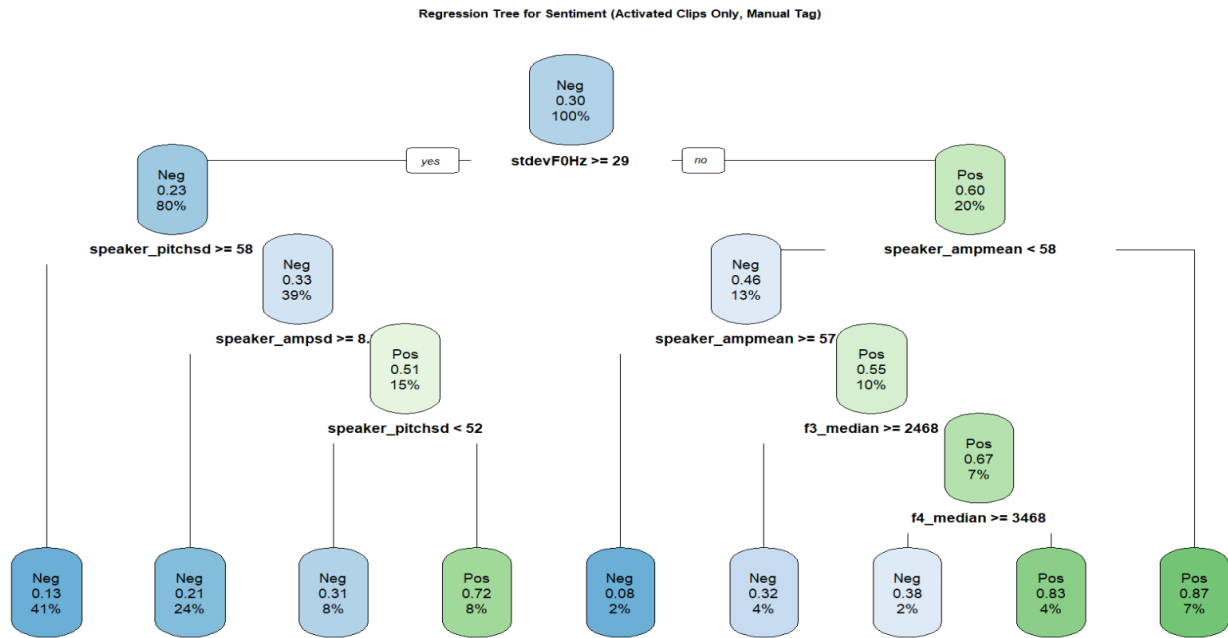 Regression Tree for Sentiment (Activated Clips Only, Manual Tag)
Neg
0.30
100%
yes
stdevF0Hz >= 29
no
Neg
0.23
80%
Pos
0.60
20%
speaker_pitchsd >= 58
speaker_ampmean < 58
Neg
0.33
39%
Neg
0.46
13%
speaker_ampsd >= 8.
speaker_ampmean >= 57
Pos
0.51
15%
Pos
0.55
10%
speaker_pitchsd < 52
f3_median >= 2468
Pos
0.67
7%
f4_median >= 3468
Neg
0.13
41%
Neg
0.21
24%
Neg
0.31
8%
Pos
0.72
8%
Neg
0.08
2%
Neg
0.32
4%
Neg
0.38
2%
Pos
0.83
4%
Pos
0.87
7%